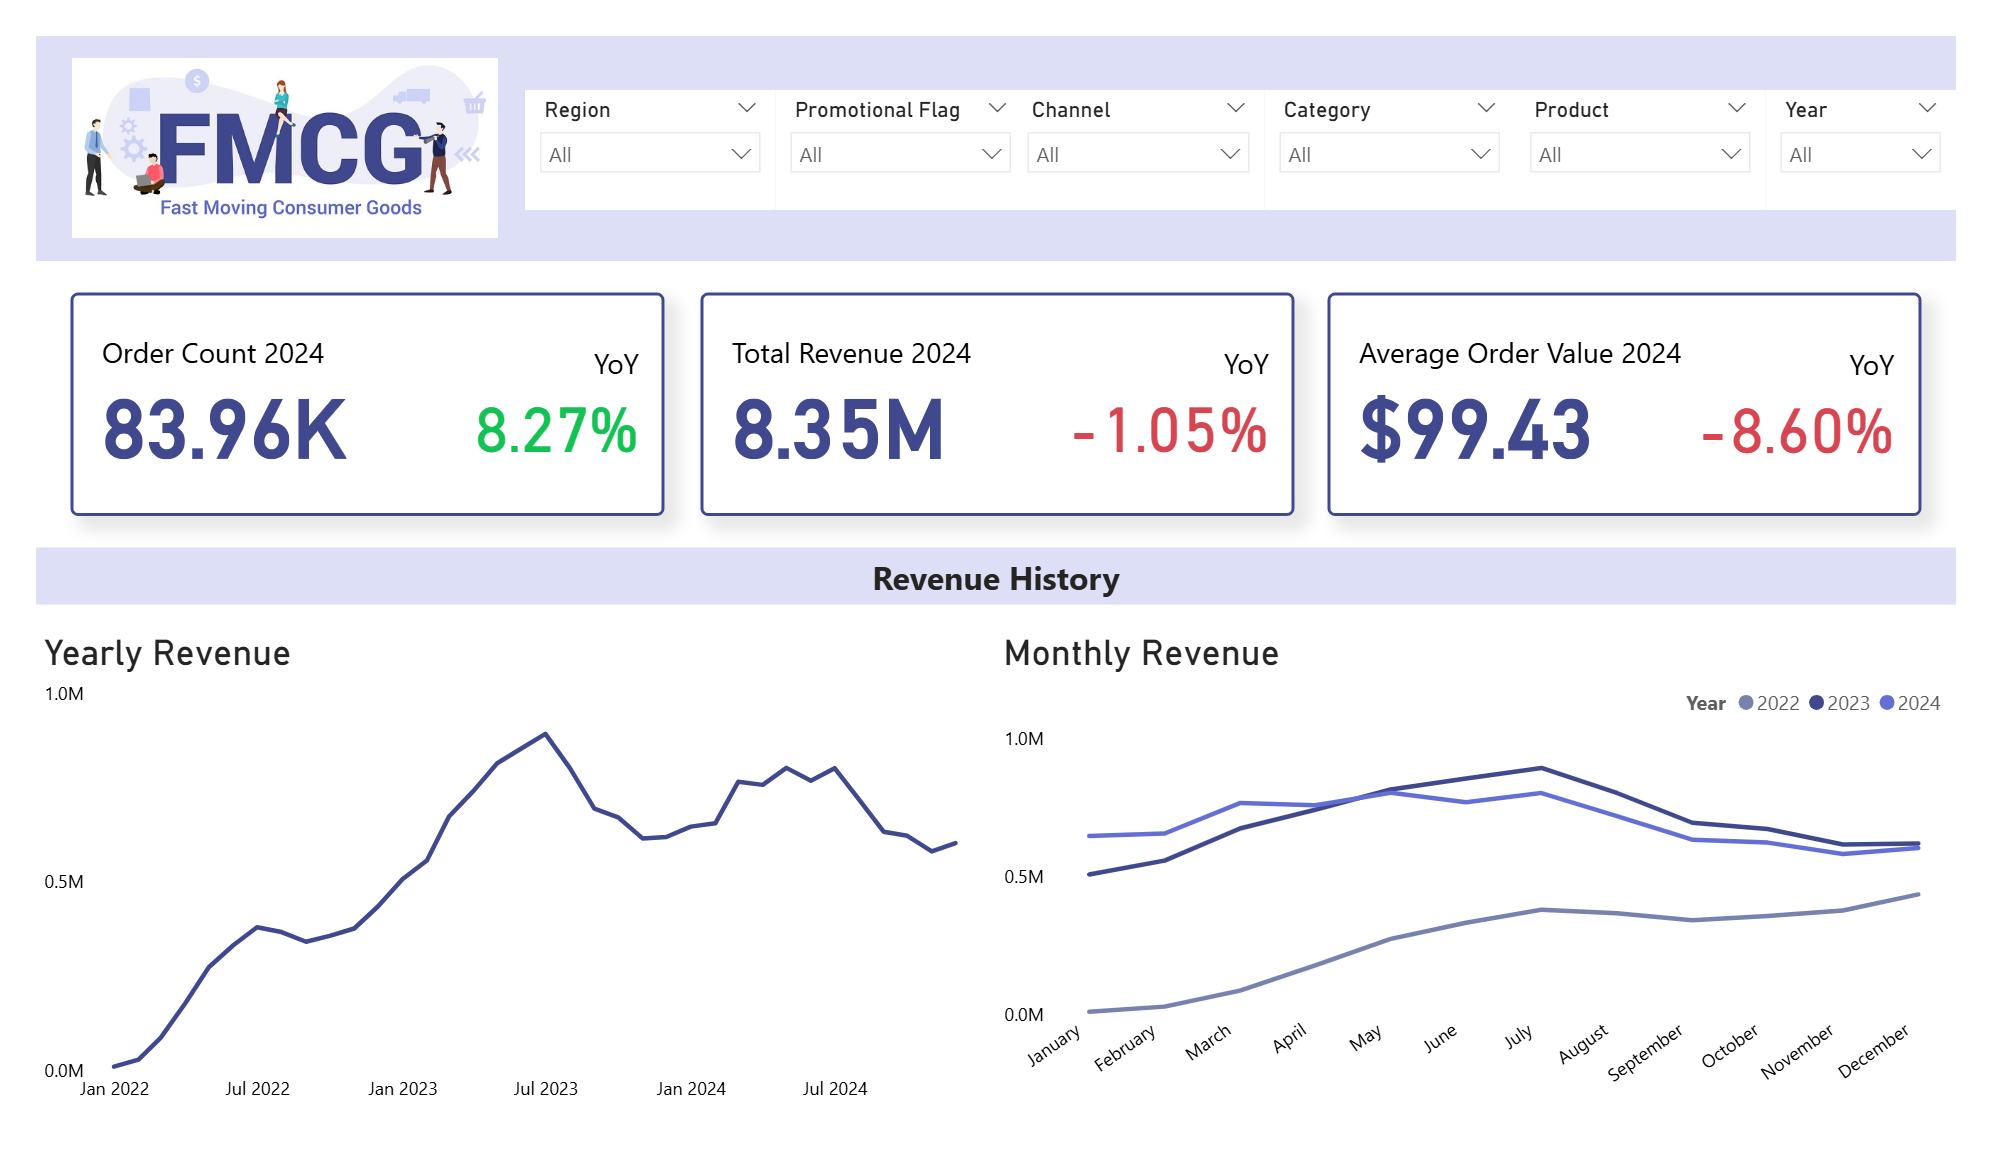 $
FMCG
Fast Moving Consumer Goods
Region
All
Promotional Flag
All
Channel
All
Category
All
Product
All
Year
All
Order Count 2024
YoY
83.96K
8.27%
Total Revenue 2024
YoY
8.35M
-1.05%
Average Order Value 2024
YoY
$99.43
-8.60%
Revenue History
Yearly Revenue
1.0M
0.5M
0.0M
Jan 2022 Jul 2022 Jan 2023 Jul 2023 Jan 2024 Jul 2024
Monthly Revenue
Year 2022 2023 2024
1.0M
0.5M
0.0M
January February March April May June July August September October November December